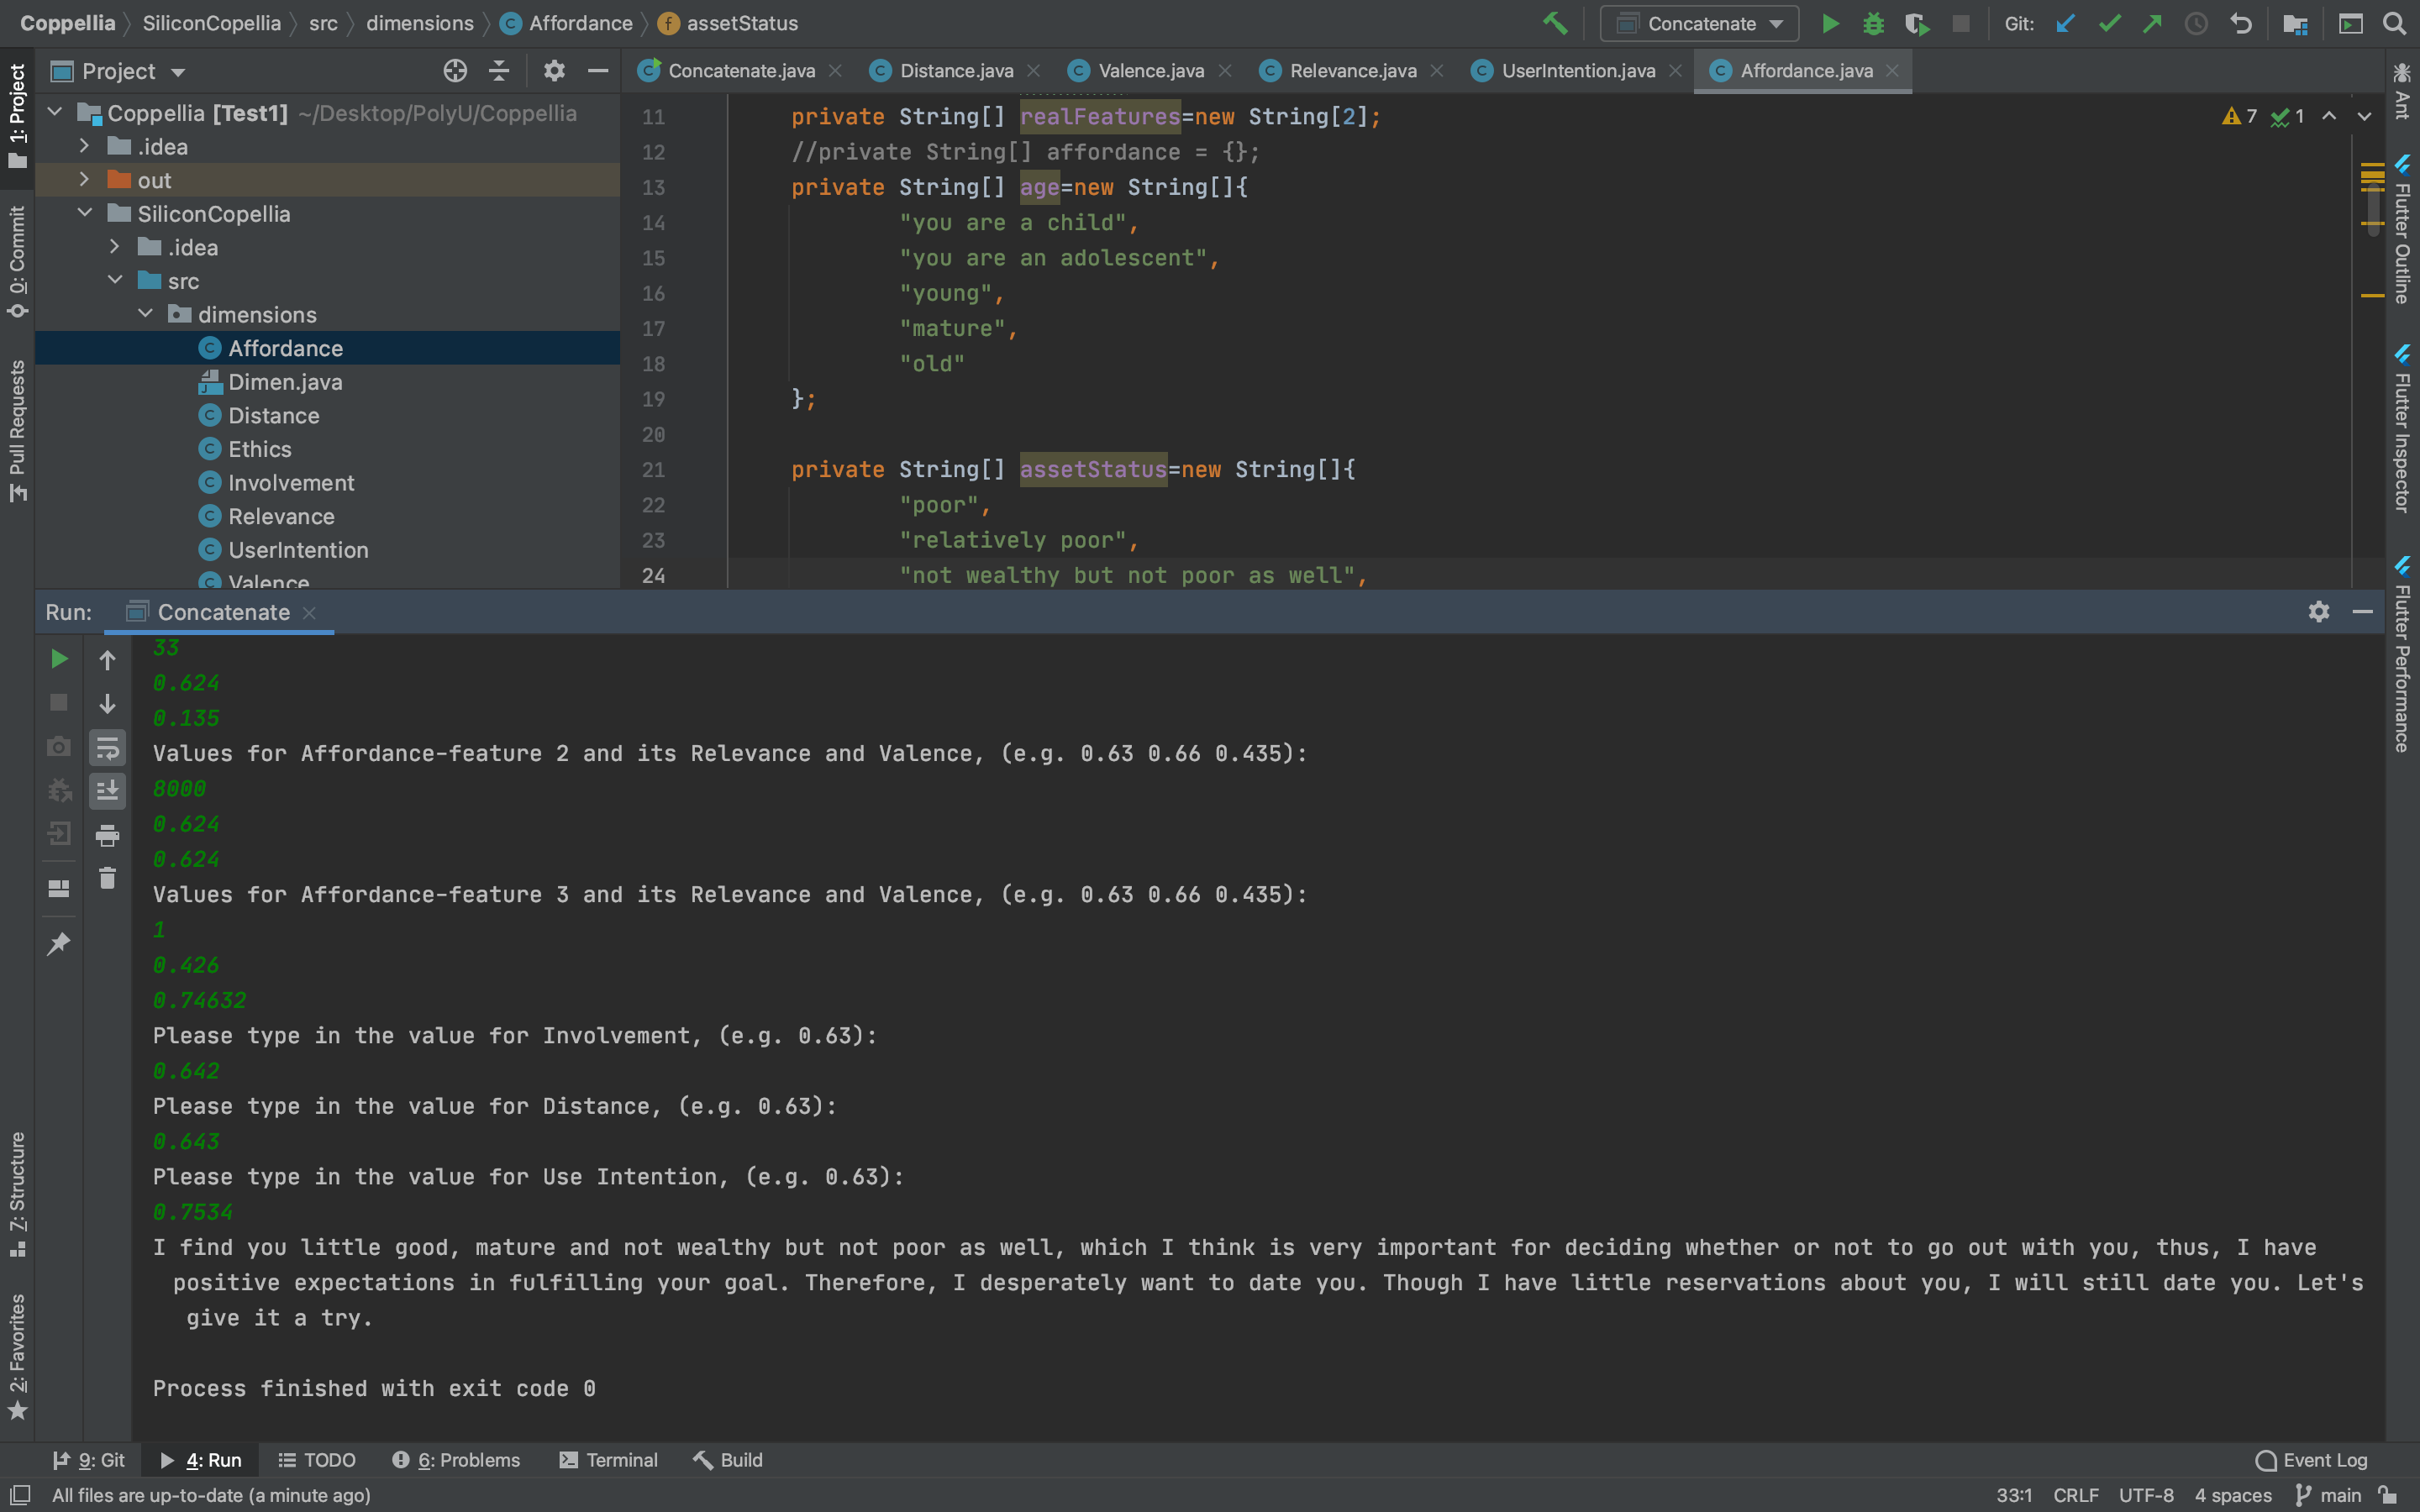 Coppellia SiliconCopellia src dimensions Affordance assetStatus Concatenate Git:
1: Project
0: Commit
Pull Requests
7: Structure
2: Favorites
Project
Coppellia [Test1] ~/Desktop/PolyU/Coppellia
.idea
out
SiliconCopellia
.idea
src
dimensions
Affordance
Dimen.java
Distance
Ethics
Involvement
Relevance
UserIntention
Valence
Concatenate.java Distance.java Valence.java Relevance.java UserIntention.java Affordance.java
7 1
11 private String[] realFeatures=new String[2];
12 //private String[] affordance = {};
13 private String[] age=new String[]{
14 "you are a child",
15 "you are an adolescent",
16 "young",
17 "mature",
18 "old"
19 };
20
21 private String[] assetStatus=new String[]{
22 "poor",
23 "relatively poor",
24 "not wealthy but not poor as well",
Ant
Flutter Outline
Flutter Inspector
Flutter Performance
Run: Concatenate
33
0.624
0.135
Values for Affordance-feature 2 and its Relevance and Valence, (e.g. 0.63 0.66 0.435):
8000
0.624
0.624
Values for Affordance-feature 3 and its Relevance and Valence, (e.g. 0.63 0.66 0.435):
1
0.426
0.74632
Please type in the value for Involvement, (e.g. 0.63):
0.642
Please type in the value for Distance, (e.g. 0.63):
0.643
Please type in the value for Use Intention, (e.g. 0.63):
0.7534
I find you little good, mature and not wealthy but not poor as well, which I think is very important for deciding whether or not to go out with you, thus, I have
positive expectations in fulfilling your goal. Therefore, I desperately want to date you. Though I have little reservations about you, I will still date you. Let's
give it a try.
Process finished with exit code 0
9: Git 4: Run TODO 6: Problems Terminal Build Event Log
All files are up-to-date (a minute ago) 33:1 CRLF UTF-8 4 spaces main